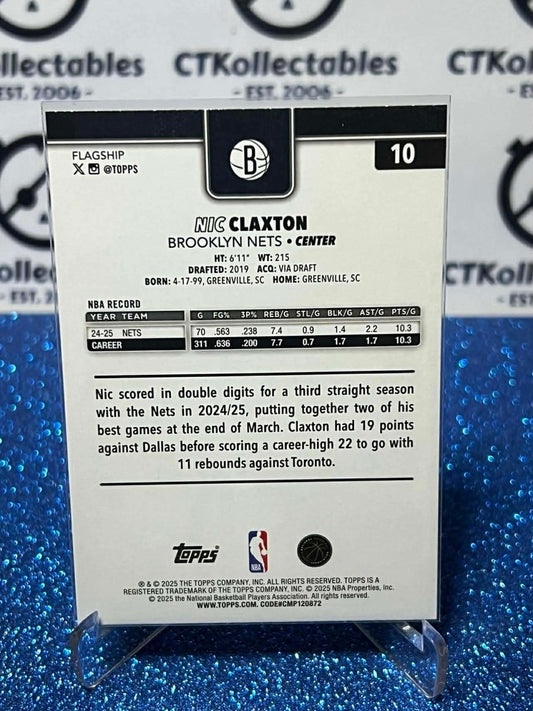 llectables CTKollectables CTKolle
EST. 2006 - - EST. 2006 - - EST.
FLAGSHIP
@TOPPS
B
10
NIC CLAXTON
BROOKLYN NETS • CENTER
HT: 6'11" WT: 215
DRAFTED: 2019 ACQ: VIA DRAFT
BORN: 4-17-99, GREENVILLE, SC HOME: GREENVILLE, SC
NBA RECORD
YEAR TEAM G FG% 3P% REB/G STL/G BLK/G AST/G PTS/G
24-25 NETS 70 .563 .238 7.4 0.9 1.4 2.2 10.3
CAREER 311 .636 .200 7.7 0.7 1.7 1.7 10.3
Nic scored in double digits for a third straight season
with the Nets in 2024/25, putting together two of his
best games at the end of March. Claxton had 19 points
against Dallas before scoring a career-high 22 to go with
11 rebounds against Toronto.
topps
NBA
® & © 2025 THE TOPPS COMPANY, INC. ALL RIGHTS RESERVED. TOPPS IS A
REGISTERED TRADEMARK OF THE TOPPS COMPANY, INC. © 2025 NBA Properties, Inc.
© 2025 the National Basketball Players Association. All rights reserved.
WWW.TOPPS.COM. CODE#CMP120872